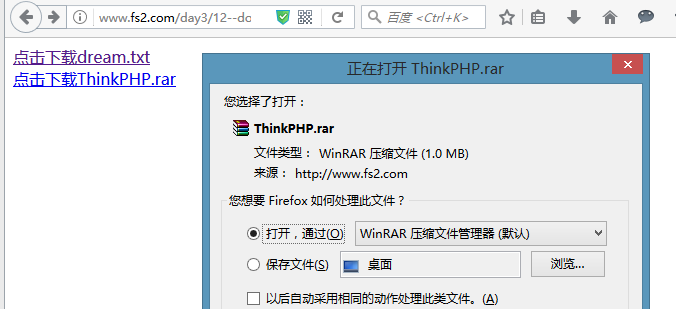 www.fs2.com/day3/12--do
百度 <Ctrl+K>
点击下载dream.txt
点击下载ThinkPHP.rar
正在打开 ThinkPHP.rar
您选择了打开：
ThinkPHP.rar
文件类型： WinRAR 压缩文件 (1.0 MB)
来源： http://www.fs2.com
您想要 Firefox 如何处理此文件？
打开，通过(O) WinRAR 压缩文件管理器 (默认)
保存文件(S) 桌面 浏览...
以后自动采用相同的动作处理此类文件。(A)